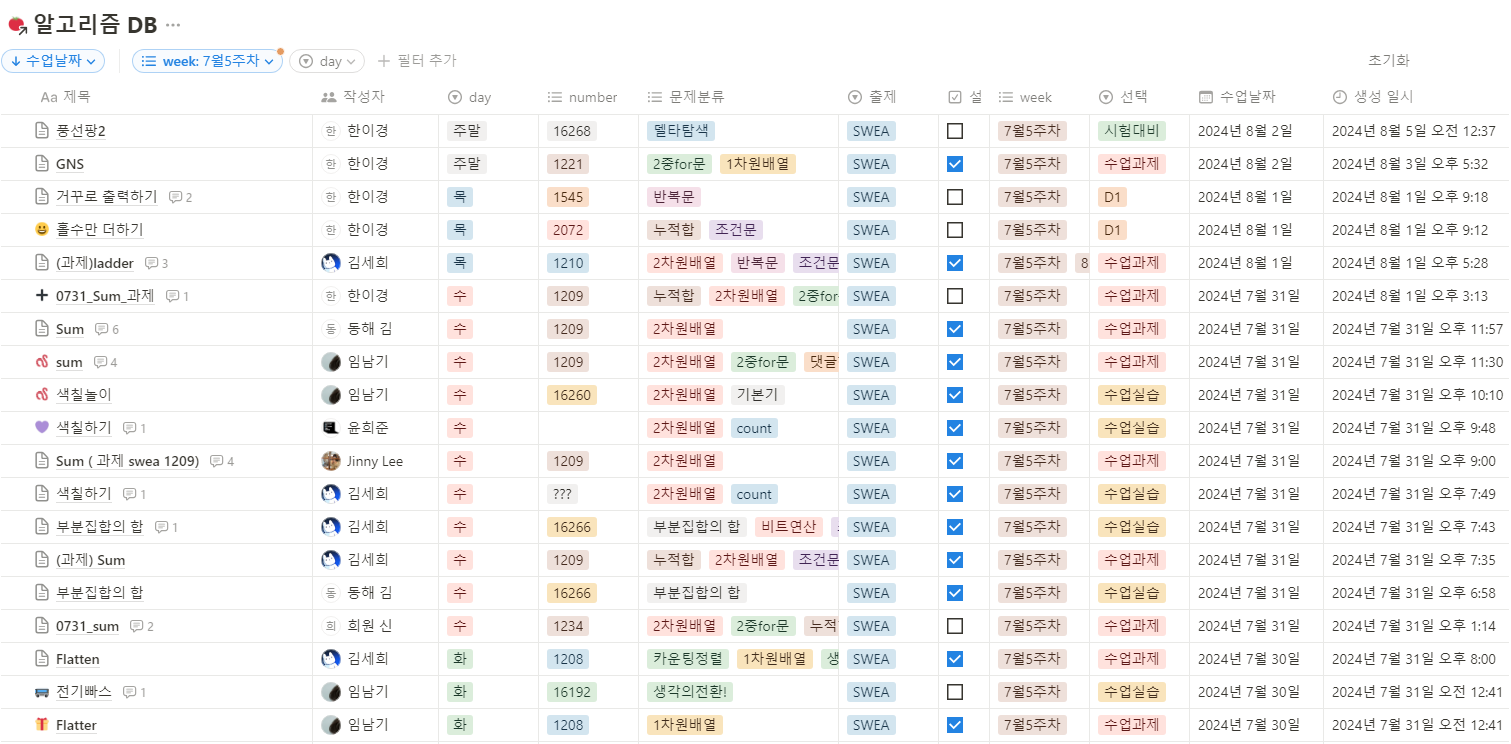 알고리즘 DB ...
수업날짜 week: 7월5주차 day + 필터 추가 초기화
Aa 제목 작성자 day number 문제분류 출제 설 week 선택 수업날짜 생성 일시
풍선팡2 한 한이경 주말 16268 델타탐색 SWEA 7월5주차 시험대비 2024년 8월 2일 2024년 8월 5일 오전 12:37
GNS 한 한이경 주말 1221 2중for문 1차원배열 SWEA 7월5주차 수업과제 2024년 8월 2일 2024년 8월 3일 오후 5:32
거꾸로 출력하기 2 한 한이경 목 1545 반복문 SWEA 7월5주차 D1 2024년 8월 1일 2024년 8월 1일 오후 9:18
홀수만 더하기 한 한이경 목 2072 누적합 조건문 SWEA 7월5주차 D1 2024년 8월 1일 2024년 8월 1일 오후 9:12
(과제)ladder 3 김세희 목 1210 2차원배열 반복문 조건문 SWEA 7월5주차 8 수업과제 2024년 8월 1일 2024년 8월 1일 오후 5:28
0731_Sum_과제 1 한 한이경 수 1209 누적합 2차원배열 2중for SWEA 7월5주차 수업과제 2024년 7월 31일 2024년 8월 1일 오후 3:13
Sum 6 동 동해 김 수 1209 2차원배열 SWEA 7월5주차 수업과제 2024년 7월 31일 2024년 7월 31일 오후 11:57
sum 4 임남기 수 1209 2차원배열 2중for문 댓글 SWEA 7월5주차 수업과제 2024년 7월 31일 2024년 7월 31일 오후 11:30
색칠놀이 임남기 수 16260 2차원배열 기본기 SWEA 7월5주차 수업실습 2024년 7월 31일 2024년 7월 31일 오후 10:10
색칠하기 1 윤희준 수 2차원배열 count SWEA 7월5주차 수업실습 2024년 7월 31일 2024년 7월 31일 오후 9:48
Sum ( 과제 swea 1209) 4 Jinny Lee 수 1209 2차원배열 SWEA 7월5주차 수업과제 2024년 7월 31일 2024년 7월 31일 오후 9:00
색칠하기 1 김세희 수 ??? 2차원배열 count SWEA 7월5주차 수업실습 2024년 7월 31일 2024년 7월 31일 오후 7:49
부분집합의 합 1 김세희 수 16266 부분집합의 합 비트연산 SWEA 7월5주차 수업실습 2024년 7월 31일 2024년 7월 31일 오후 7:43
(과제) Sum 김세희 수 1209 누적합 2차원배열 조건문 SWEA 7월5주차 수업과제 2024년 7월 31일 2024년 7월 31일 오후 7:35
부분집합의 합 동 동해 김 수 16266 부분집합의 합 SWEA 7월5주차 수업실습 2024년 7월 31일 2024년 7월 31일 오후 6:58
0731_sum 2 희 희원 신 수 1234 2차원배열 2중for문 누적 SWEA 7월5주차 수업과제 2024년 7월 31일 2024년 7월 31일 오후 1:14
Flatten 김세희 화 1208 카운팅정렬 1차원배열 생 SWEA 7월5주차 수업과제 2024년 7월 30일 2024년 7월 31일 오후 8:00
전기빠스 1 임남기 화 16192 생각의전환! SWEA 7월5주차 수업실습 2024년 7월 30일 2024년 7월 31일 오전 12:41
Flatter 임남기 화 1208 1차원배열 SWEA 7월5주차 수업과제 2024년 7월 30일 2024년 7월 31일 오전 12:41